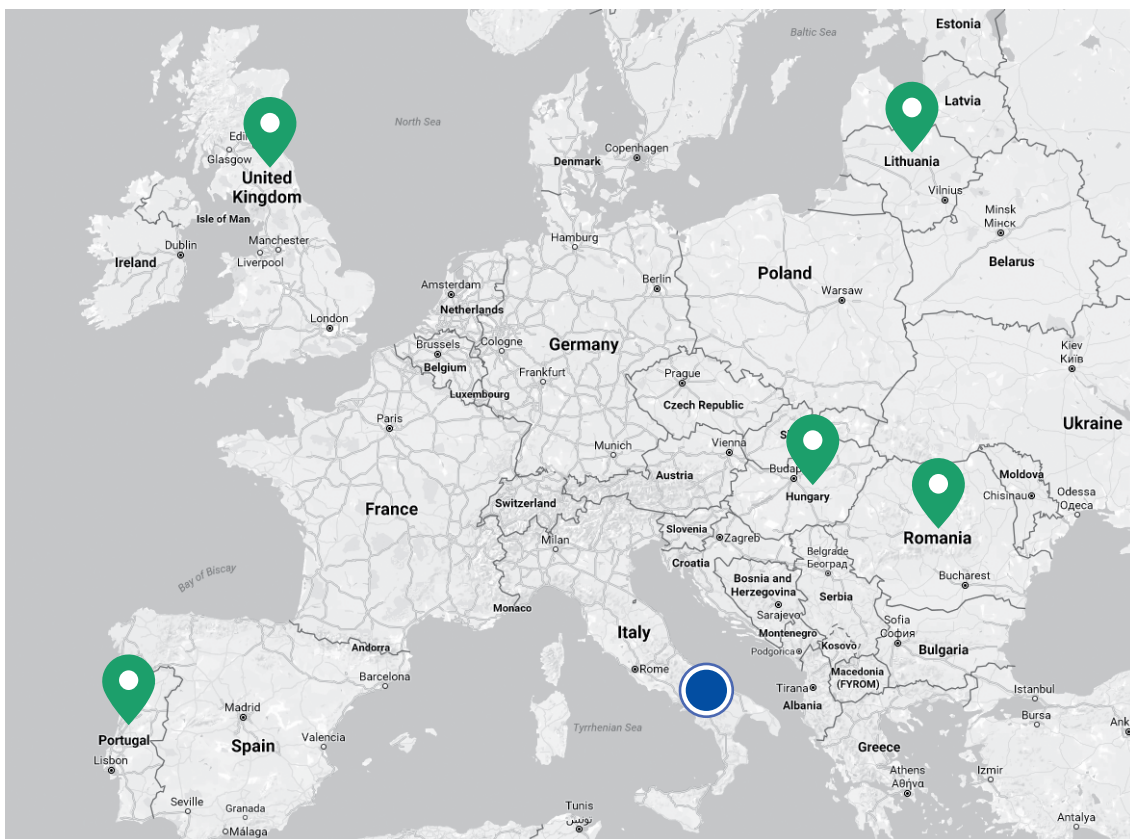 Estonia
Baltic Sea
Latvia
North Sea
Glasgow
Copenhagen
Denmark
Lithuania
United
Kingdom
Vilnius
Minsk
Мінск
Isle of Man
Dublin
Manchester
Hamburg
Ireland
Liverpool
Belarus
Poland
Berlin
Amsterdam
Warsaw
Netherlands
London
Brussels
Cologne
Germany
Kiev
Київ
Belgium
Frankfurt
Prague
Luxembourg
Czech Republic
Paris
Ukraine
Munich
Vienna
Austria
Hungary
Moldova
Chisinau
Odessa
Одеса
Switzerland
France
Slovenia
Zagreb
Romania
Milan
Croatia
Belgrade
Београд
Bay of Biscay
Bosnia and
Herzegovina
Bucharest
Serbia
Monaco
Sarajevo
Italy
Montenegro
Sofia
София
Andorra
Podgorica
Kosovo
Bulgaria
Rome
Barcelona
Macedonia
(FYROM)
Tirana
Albania
Istanbul
Madrid
Bursa
Portugal
Spain
Valencia
Tyrrhenian Sea
Greece
Lisbon
Athens
Αθήνα
Izmir
Seville
Granada
Málaga
Tunis
تونس
Antalya